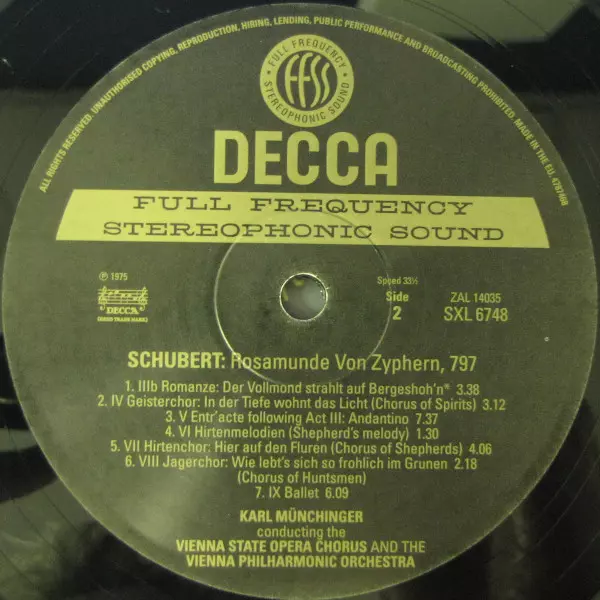 ALL RIGHTS RESERVED. UNAUTHORISED COPYING, REPRODUCTION, HIRING, LENDING, PUBLIC PERFORMANCE AND BROADCASTING PROHIBITED. MADE IN THE E.U.
FULL FREQUENCY
FFSS
STEREOPHONIC SOUND
DECCA
FULL FREQUENCY
STEREOPHONIC SOUND
℗ 1975
DECCA
(REGD TRADE MARK)
Speed 33⅓
Side
2
ZAL 14035
SXL 6748
SCHUBERT: Rosamunde Von Zyphern, 797
1. IIIb Romanze: Der Vollmond strahlt auf Bergeshoh'n* 3.38
2. IV Geisterchor: In der Tiefe wohnt das Licht (Chorus of Spirits) 3.12
3. V Entr'acte following Act III: Andantino 7.37
4. VI Hirtenmelodien (Shepherd's melody) 1.30
5. VII Hirtenchor: Hier auf den Fluren (Chorus of Shepherds) 4.06
6. VIII Jagerchor: Wie lebt's sich so frohlich im Grunen 2.18
(Chorus of Huntsmen)
7. IX Ballet 6.09
KARL MÜNCHINGER
conducting the
VIENNA STATE OPERA CHORUS AND THE
VIENNA PHILHARMONIC ORCHESTRA